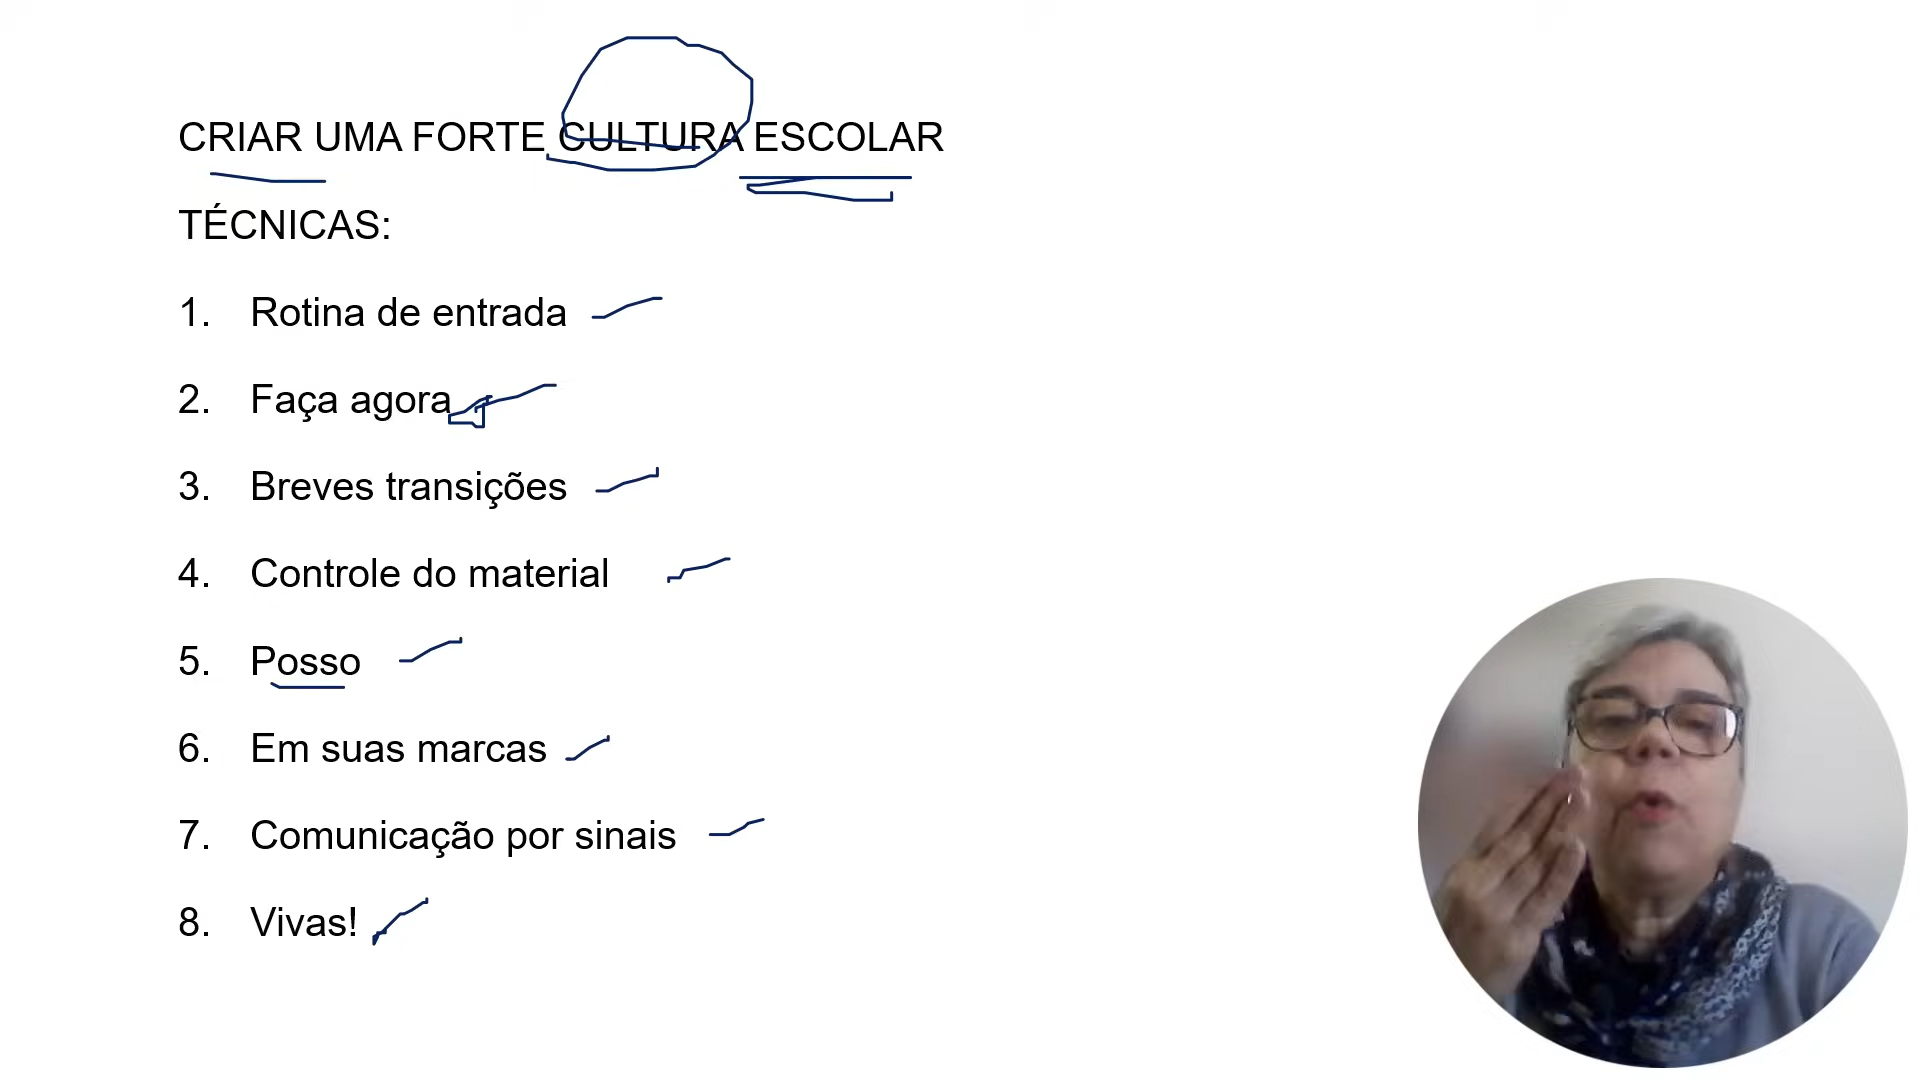 CRIAR UMA FORTE CULTURA ESCOLAR
TÉCNICAS:
1. Rotina de entrada
2. Faça agora
3. Breves transições
4. Controle do material
5. Posso
6. Em suas marcas
7. Comunicação por sinais
8. Vivas!